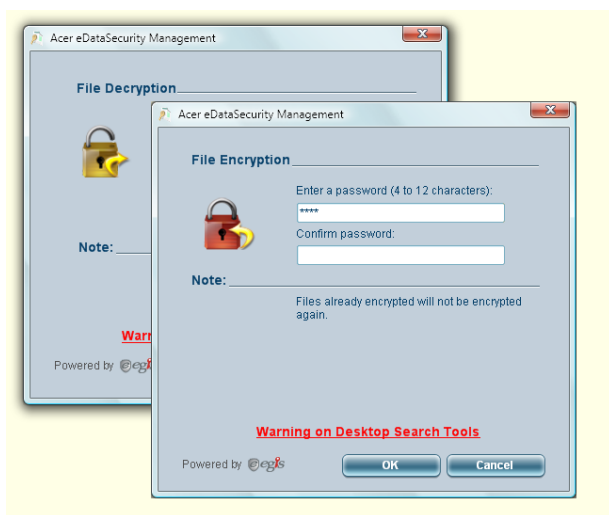 Acer eDataSecurity Management
File Decryption
Note:
Powered by egis
Acer eDataSecurity Management
File Encryption
Enter a password (4 to 12 characters):
****
Confirm password:
Note:
Files already encrypted will not be encrypted
again.
Warning on Desktop Search Tools
Powered by egis
OK
Cancel